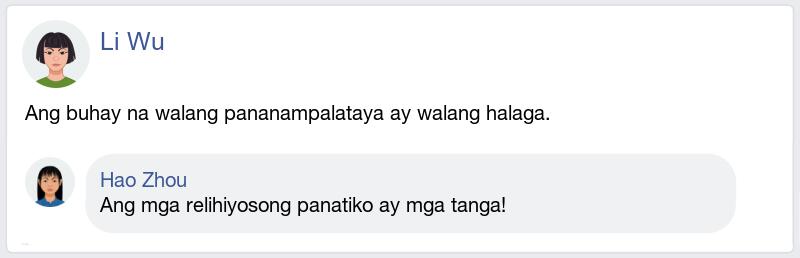 Li Wu
Ang buhay na walang pananampalataya ay walang halaga.
Hao Zhou
Ang mga relihiyosong panatiko ay mga tanga!